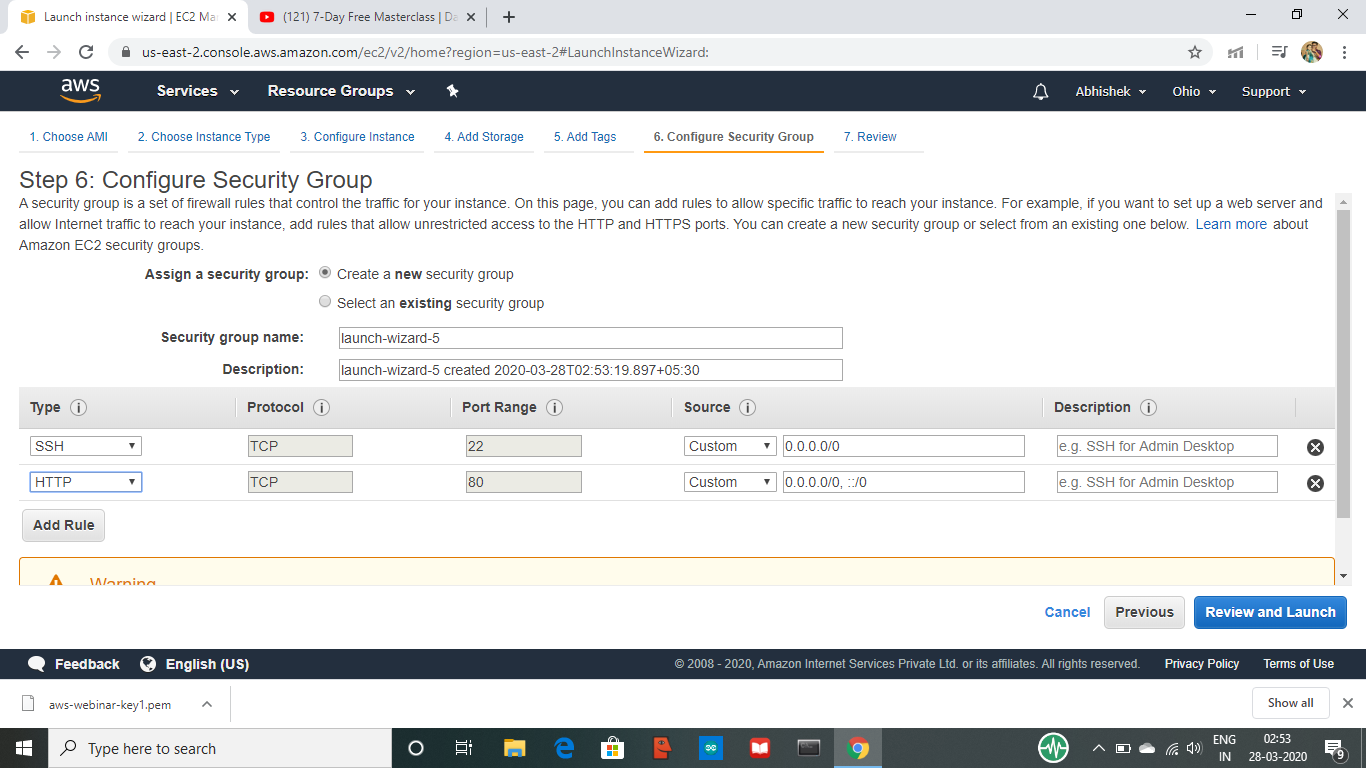 Launch instance wizard | EC2 Ma
(121) 7-Day Free Masterclass | Da
us-east-2.console.aws.amazon.com/ec2/v2/home?region=us-east-2#LaunchInstanceWizard:
aws
Services
Resource Groups
Abhishek
Ohio
Support
1. Choose AMI
2. Choose Instance Type
3. Configure Instance
4. Add Storage
5. Add Tags
6. Configure Security Group
7. Review
Step 6: Configure Security Group
A security group is a set of firewall rules that control the traffic for your instance. On this page, you can add rules to allow specific traffic to reach your instance. For example, if you want to set up a web server and
allow Internet traffic to reach your instance, add rules that allow unrestricted access to the HTTP and HTTPS ports. You can create a new security group or select from an existing one below. Learn more about
Amazon EC2 security groups.
Assign a security group: Create a new security group
Select an existing security group
Security group name: launch-wizard-5
Description: launch-wizard-5 created 2020-03-28T02:53:19.897+05:30
Type Protocol Port Range Source Description
SSH TCP 22 Custom 0.0.0.0/0 e.g. SSH for Admin Desktop
HTTP TCP 80 Custom 0.0.0.0/0, ::/0 e.g. SSH for Admin Desktop
Add Rule
Warning
Cancel Previous Review and Launch
Feedback English (US)
© 2008 - 2020, Amazon Internet Services Private Ltd. or its affiliates. All rights reserved. Privacy Policy Terms of Use
aws-webinar-key1.pem
Show all
Type here to search
ENG
IN
02:53
28-03-2020
9